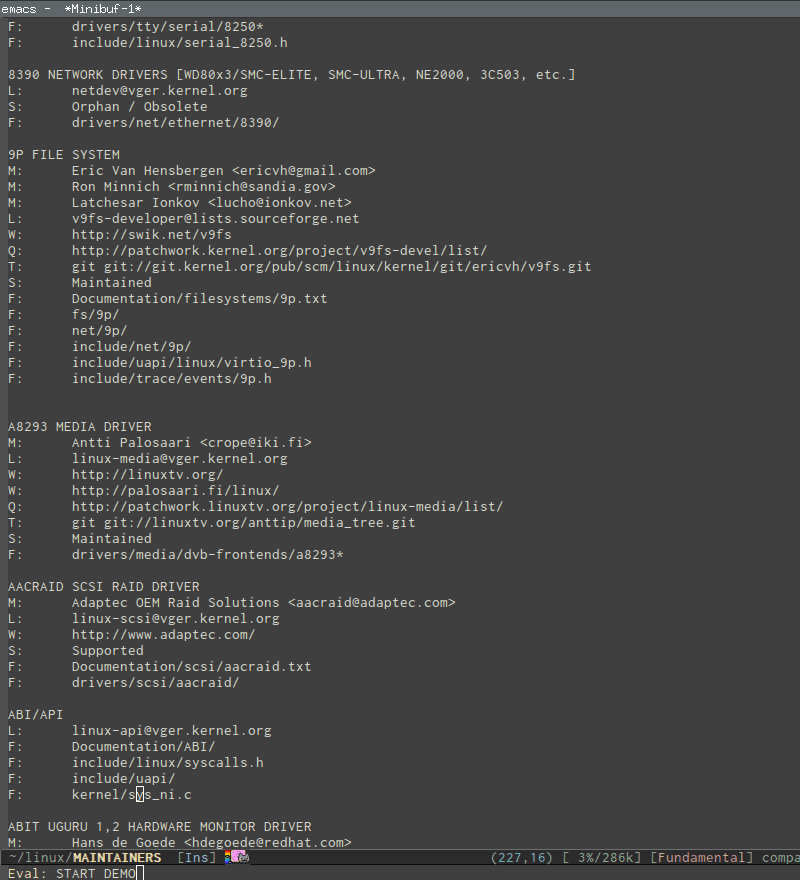 emacs -  *Minibuf-1*
F:      drivers/tty/serial/8250*
F:      include/linux/serial_8250.h
8390 NETWORK DRIVERS [WD80x3/SMC-ELITE, SMC-ULTRA, NE2000, 3C503, etc.]
L:      netdev@vger.kernel.org
S:      Orphan / Obsolete
F:      drivers/net/ethernet/8390/
9P FILE SYSTEM
M:      Eric Van Hensbergen <ericvh@gmail.com>
M:      Ron Minnich <rminnich@sandia.gov>
M:      Latchesar Ionkov <lucho@ionkov.net>
L:      v9fs-developer@lists.sourceforge.net
W:      http://swik.net/v9fs
Q:      http://patchwork.kernel.org/project/v9fs-devel/list/
T:      git git://git.kernel.org/pub/scm/linux/kernel/git/ericvh/v9fs.git
S:      Maintained
F:      Documentation/filesystems/9p.txt
F:      fs/9p/
F:      net/9p/
F:      include/net/9p/
F:      include/uapi/linux/virtio_9p.h
F:      include/trace/events/9p.h
A8293 MEDIA DRIVER
M:      Antti Palosaari <crope@iki.fi>
L:      linux-media@vger.kernel.org
W:      http://linuxtv.org/
W:      http://palosaari.fi/linux/
Q:      http://patchwork.linuxtv.org/project/linux-media/list/
T:      git git://linuxtv.org/anttip/media_tree.git
S:      Maintained
F:      drivers/media/dvb-frontends/a8293*
AACRAID SCSI RAID DRIVER
M:      Adaptec OEM Raid Solutions <aacraid@adaptec.com>
L:      linux-scsi@vger.kernel.org
W:      http://www.adaptec.com/
S:      Supported
F:      Documentation/scsi/aacraid.txt
F:      drivers/scsi/aacraid/
ABI/API
L:      linux-api@vger.kernel.org
F:      Documentation/ABI/
F:      include/linux/syscalls.h
F:      include/uapi/
F:      kernel/sys_ni.c
ABIT UGURU 1,2 HARDWARE MONITOR DRIVER
M:      Hans de Goede <hdegoede@redhat.com>
~/linux/MAINTAINERS  [Ins]  (227,16) [ 3%/286k] [Fundamental] compa
Eval: START DEMO